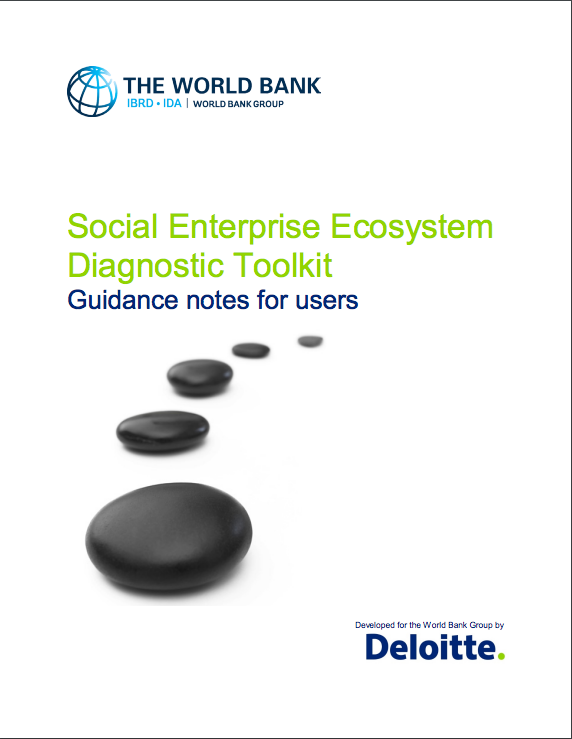 THE WORLD BANK
IBRD • IDA | WORLD BANK GROUP
Social Enterprise Ecosystem
Diagnostic Toolkit
Guidance notes for users
Developed for the World Bank Group by
Deloitte.